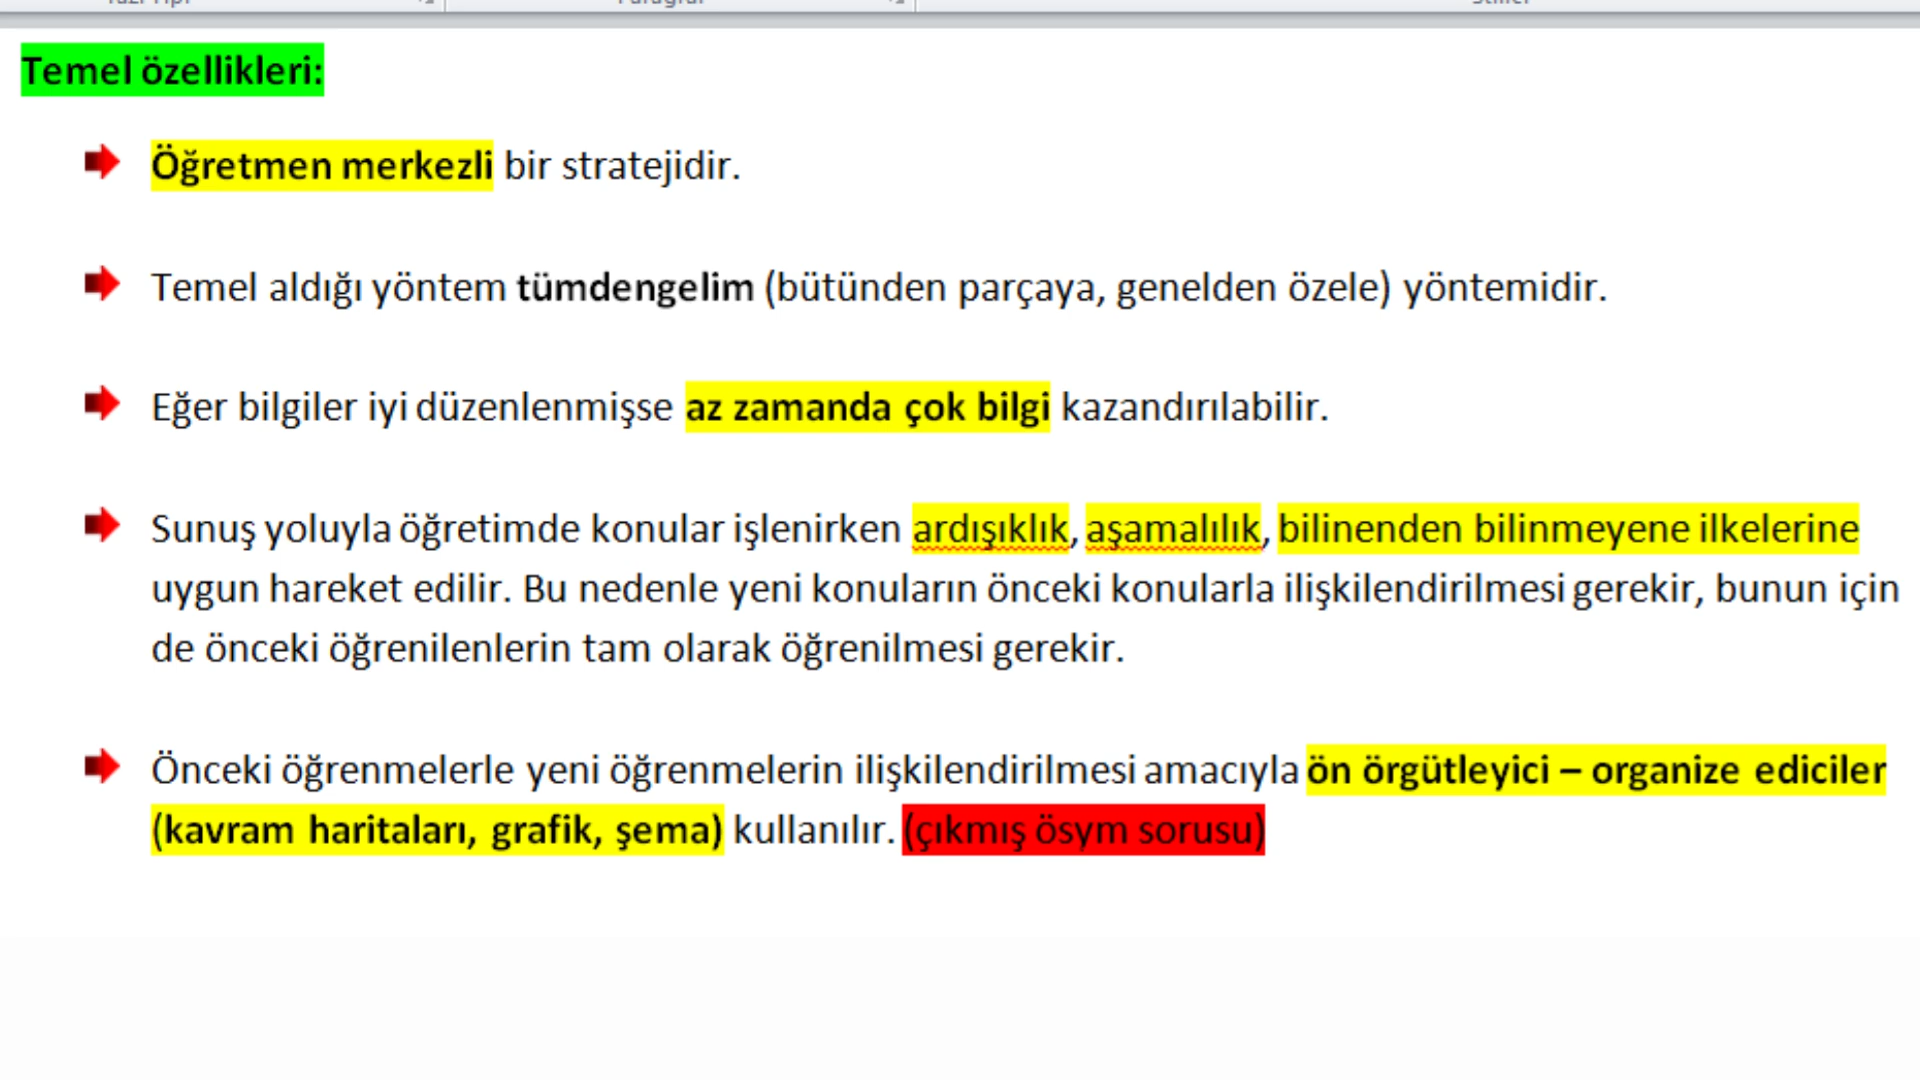 Temel özellikleri:
Öğretmen merkezli bir stratejidir.
Temel aldığı yöntem tümdengelim (bütünden parçaya, genelden özele) yöntemidir.
Eğer bilgiler iyi düzenlenmişse az zamanda çok bilgi kazandırılabilir.
Sunuş yoluyla öğretimde konular işlenirken ardışıklık, aşamalılık, bilinenden bilinmeyene ilkelerine
uygun hareket edilir. Bu nedenle yeni konuların önceki konularla ilişkilendirilmesi gerekir, bunun için
de önceki öğrenilenlerin tam olarak öğrenilmesi gerekir.
Önceki öğrenmelerle yeni öğrenmelerin ilişkilendirilmesi amacıyla ön örgütleyici – organize ediciler
(kavram haritaları, grafik, şema) kullanılır. (çıkmış ösym sorusu)